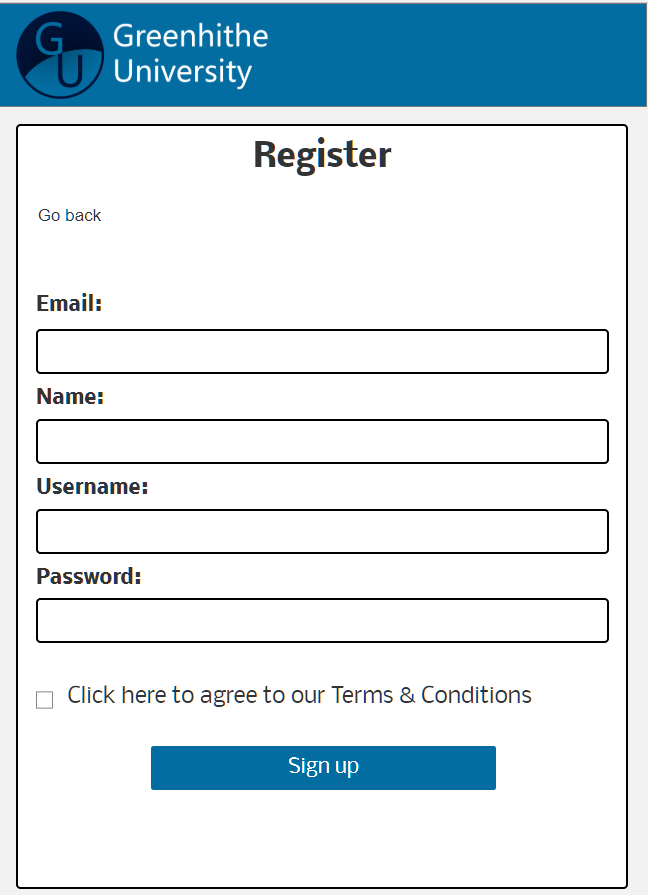 GU
Greenhithe
University
Register
Go back
Email:
Name:
Username:
Password:
Click here to agree to our Terms & Conditions
Sign up